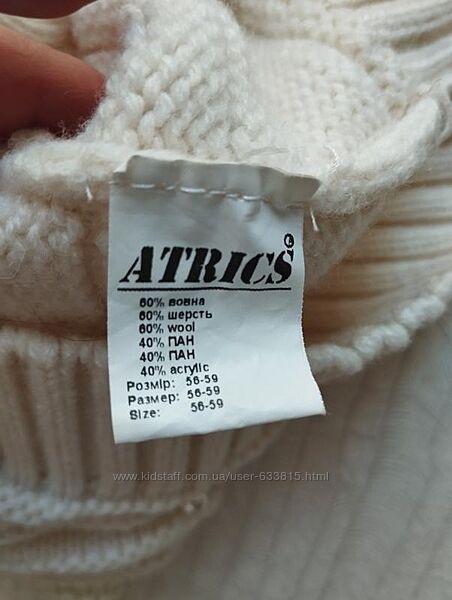 ATRICS
60% вовна
60% шерсть
60% wool
40% ПАН
40% ПАН
40% acrylic
Розмір: 56-59
Размер: 56-59
Size: 56-59
www.kidstaff.com.ua/user-633815.html